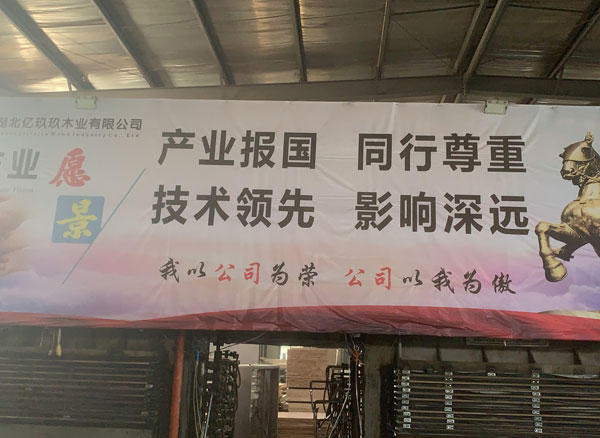 湖北亿玖玖木业有限公司
业愿
景
产业报国 同行尊重
技术领先 影响深远
我以公司为荣 公司以我为傲